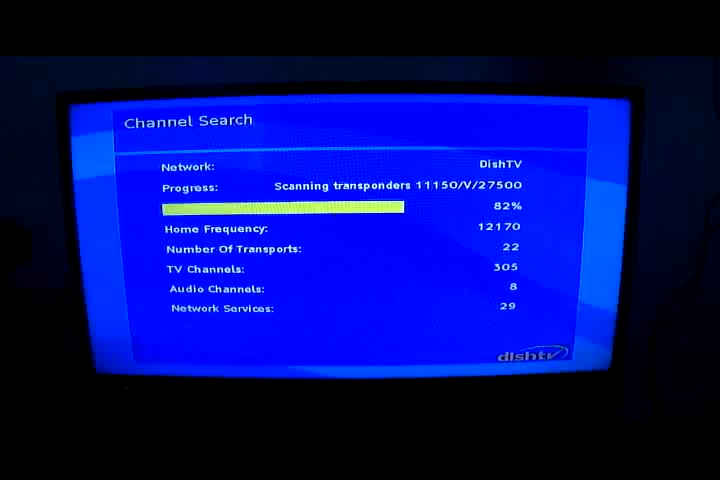 Channel Search
Network: DishTV
Progress: Scanning transponders 11150/V/27500
82%
Home Frequency: 12170
Number Of Transports: 22
TV Channels: 305
Audio Channels: 8
Network Services: 29
dishtv